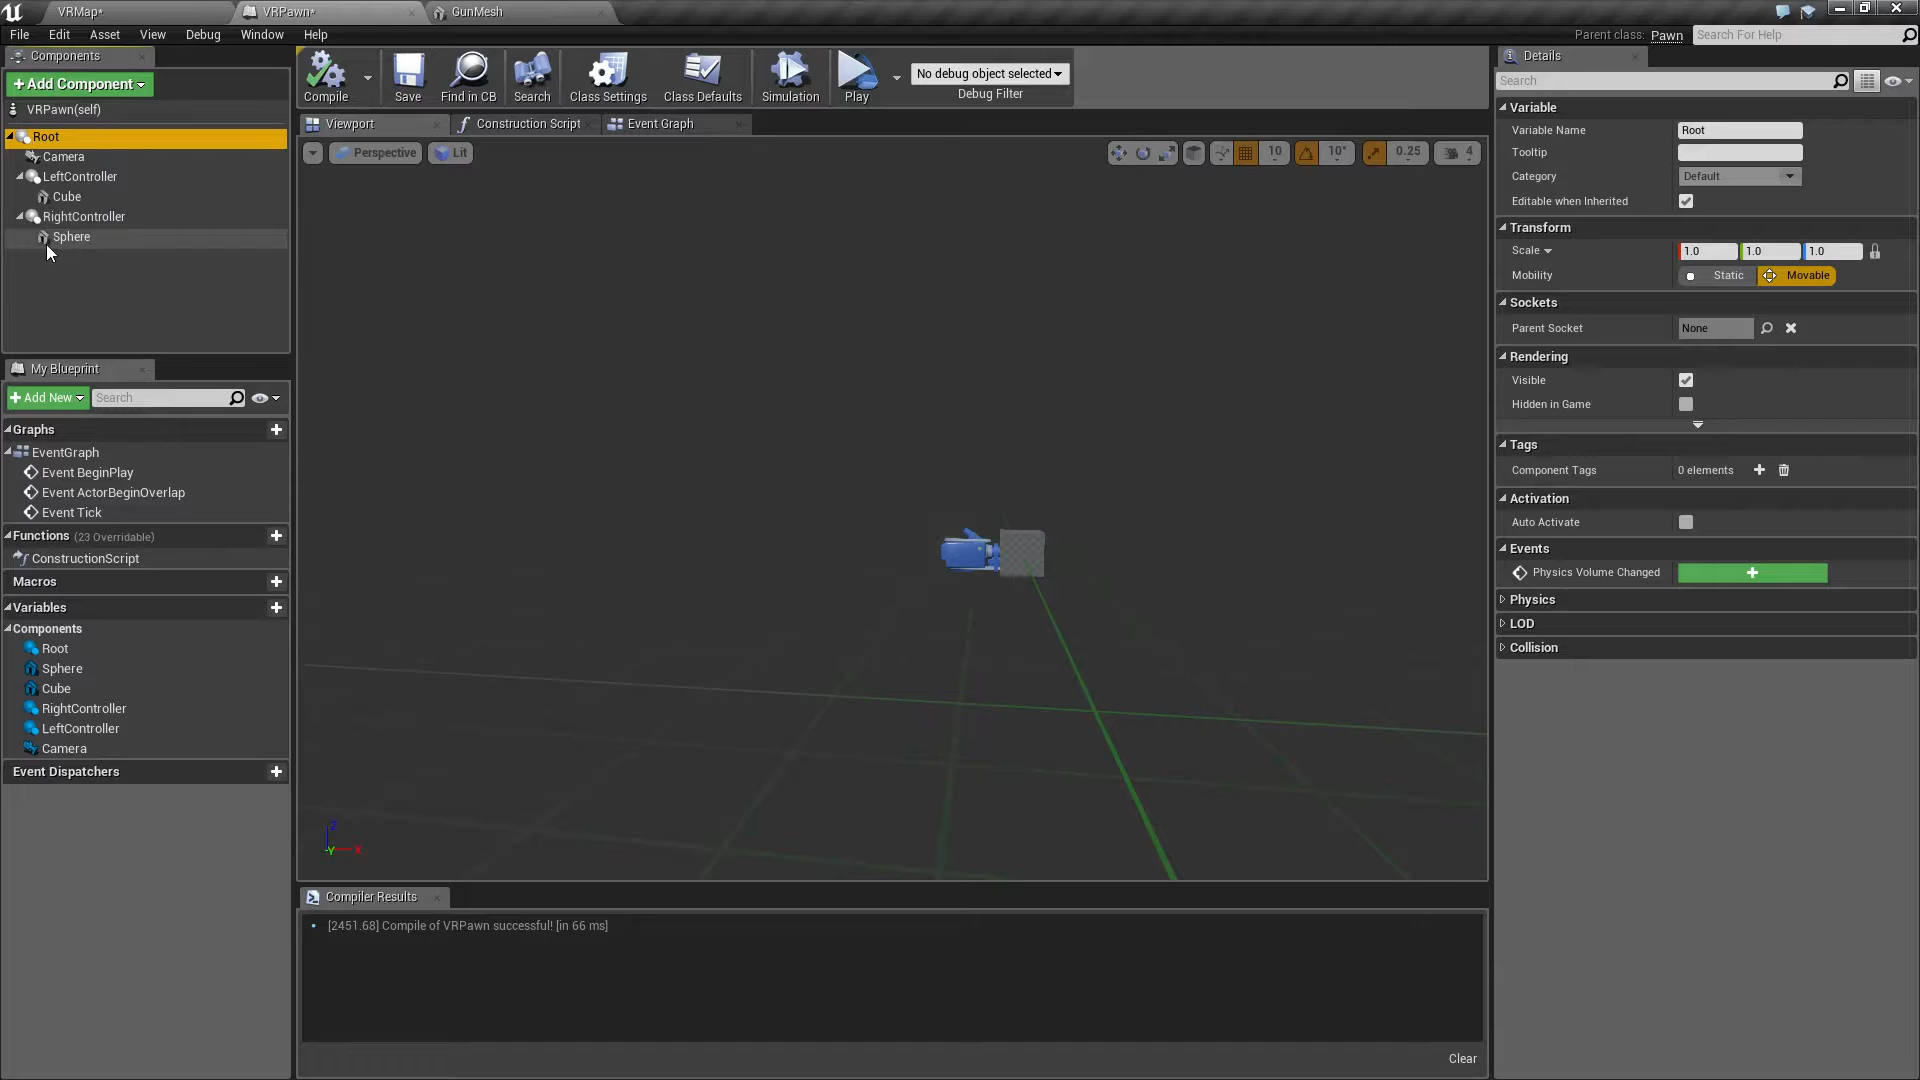 VRMap*
VRPawn*
GunMesh
File Edit Asset View Debug Window Help
Parent class: Pawn
Search For Help
Components
+ Add Component
VRPawn(self)
Root
Camera
LeftController
Cube
RightController
Sphere
Compile
Save
Find in CB
Search
Class Settings
Class Defaults
Simulation
Play
No debug object selected
Debug Filter
Viewport
Construction Script
Event Graph
Perspective
Lit
10
10°
0.25
4
Z
Y
X
My Blueprint
+ Add New
Search
Graphs
EventGraph
Event BeginPlay
Event ActorBeginOverlap
Event Tick
Functions (23 Overridable)
ConstructionScript
Macros
Variables
Components
Root
Sphere
Cube
RightController
LeftController
Camera
Event Dispatchers
Compiler Results
[2451.68] Compile of VRPawn successful! [in 66 ms]
Clear
Details
Search
Variable
Variable Name Root
Tooltip
Category Default
Editable when Inherited
Transform
Scale 1.0 1.0 1.0
Mobility Static Movable
Sockets
Parent Socket None
Rendering
Visible
Hidden in Game
Tags
Component Tags 0 elements
Activation
Auto Activate
Events
Physics Volume Changed
Physics
LOD
Collision